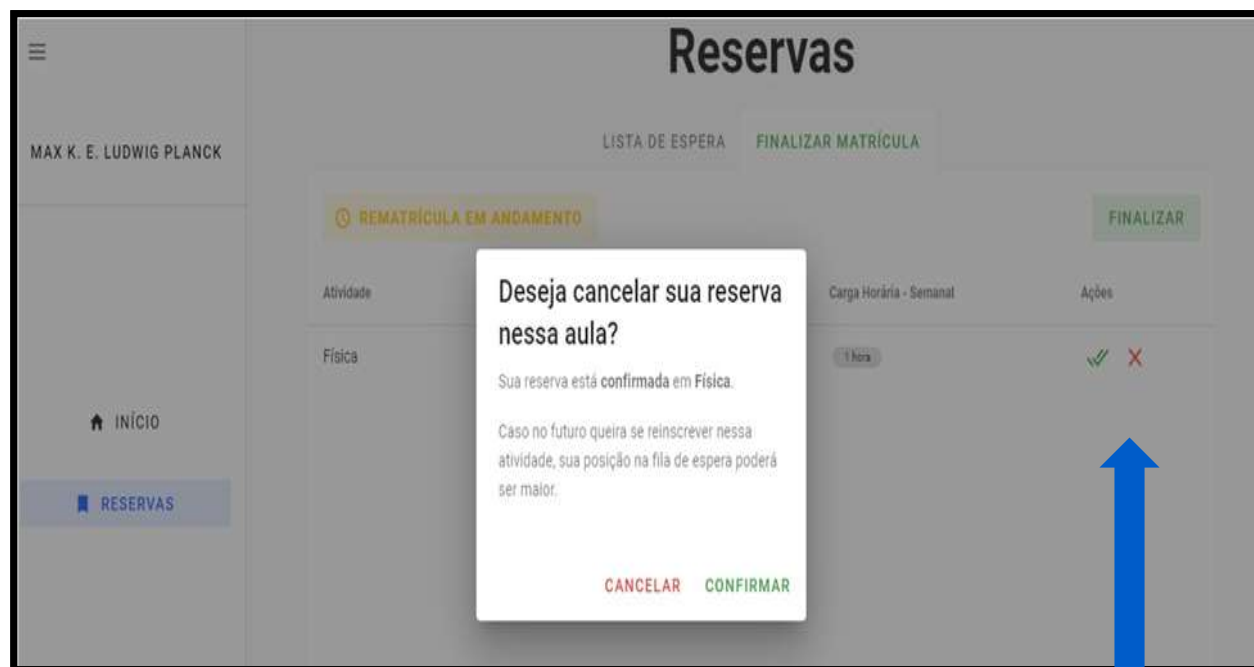 Reservas
MAX K. E. LUDWIG PLANCK
LISTA DE ESPERA
FINALIZAR MATRÍCULA
REMATRÍCULA EM ANDAMENTO
FINALIZAR
Atividade
Carga Horária - Semanal
Ações
Física
1 hora
Deseja cancelar sua reserva
nessa aula?
Sua reserva está confirmada em Física.
Caso no futuro queira se reinscrever nessa
atividade, sua posição na fila de espera poderá
ser maior.
CANCELAR
CONFIRMAR
INÍCIO
RESERVAS